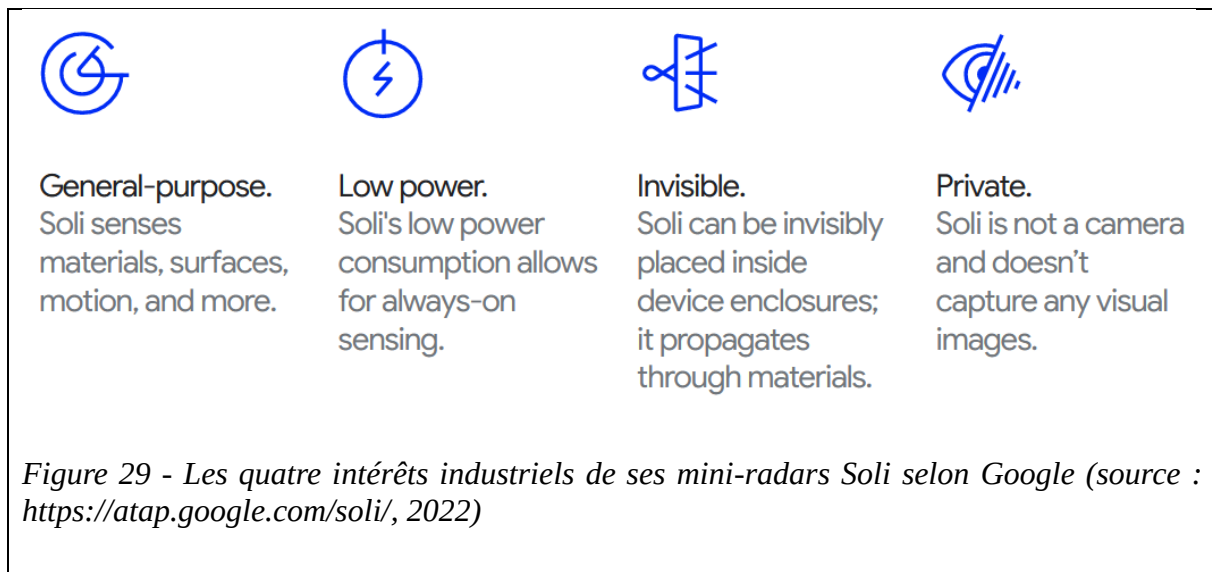 General-purpose.
Soli senses
materials, surfaces,
motion, and more.
Low power.
Soli's low power
consumption allows
for always-on
sensing.
Invisible.
Soli can be invisibly
placed inside
device enclosures;
it propagates
through materials.
Private.
Soli is not a camera
and doesn’t
capture any visual
images.
Figure 29 - Les quatre intérêts industriels de ses mini-radars Soli selon Google (source :
https://atap.google.com/soli/, 2022)